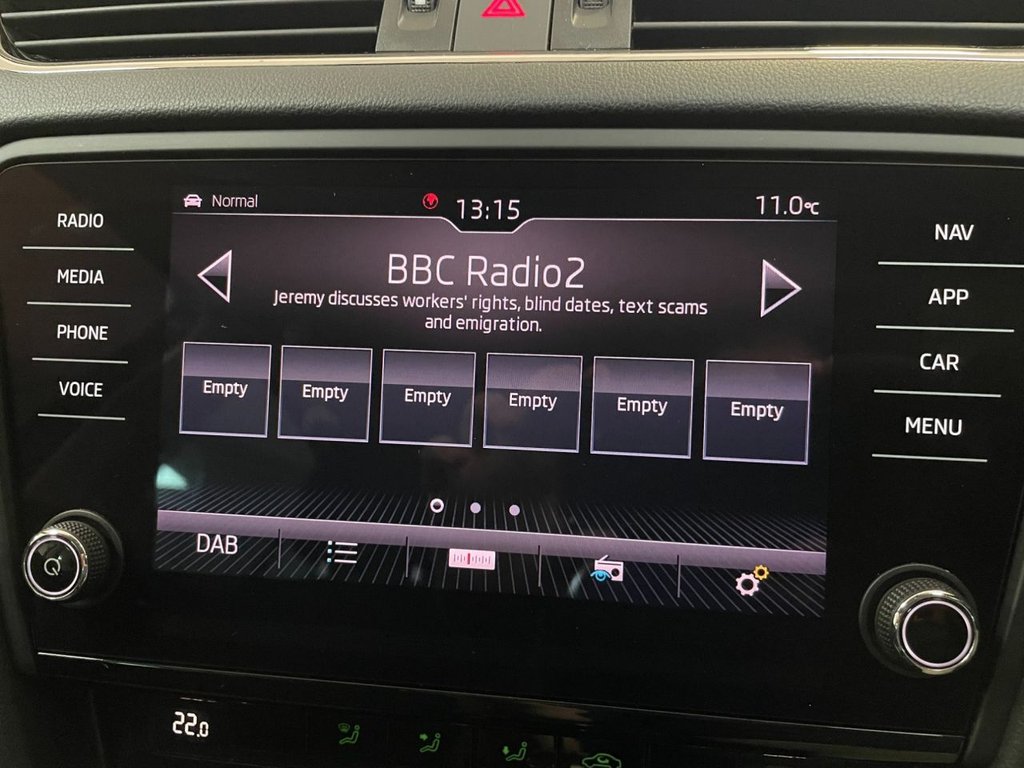 Normal
13:15
11.0°C
RADIO
MEDIA
PHONE
VOICE
NAV
APP
CAR
MENU
BBC Radio2
Jeremy discusses workers' rights, blind dates, text scams
and emigration.
Empty Empty Empty Empty Empty Empty
DAB
22.0